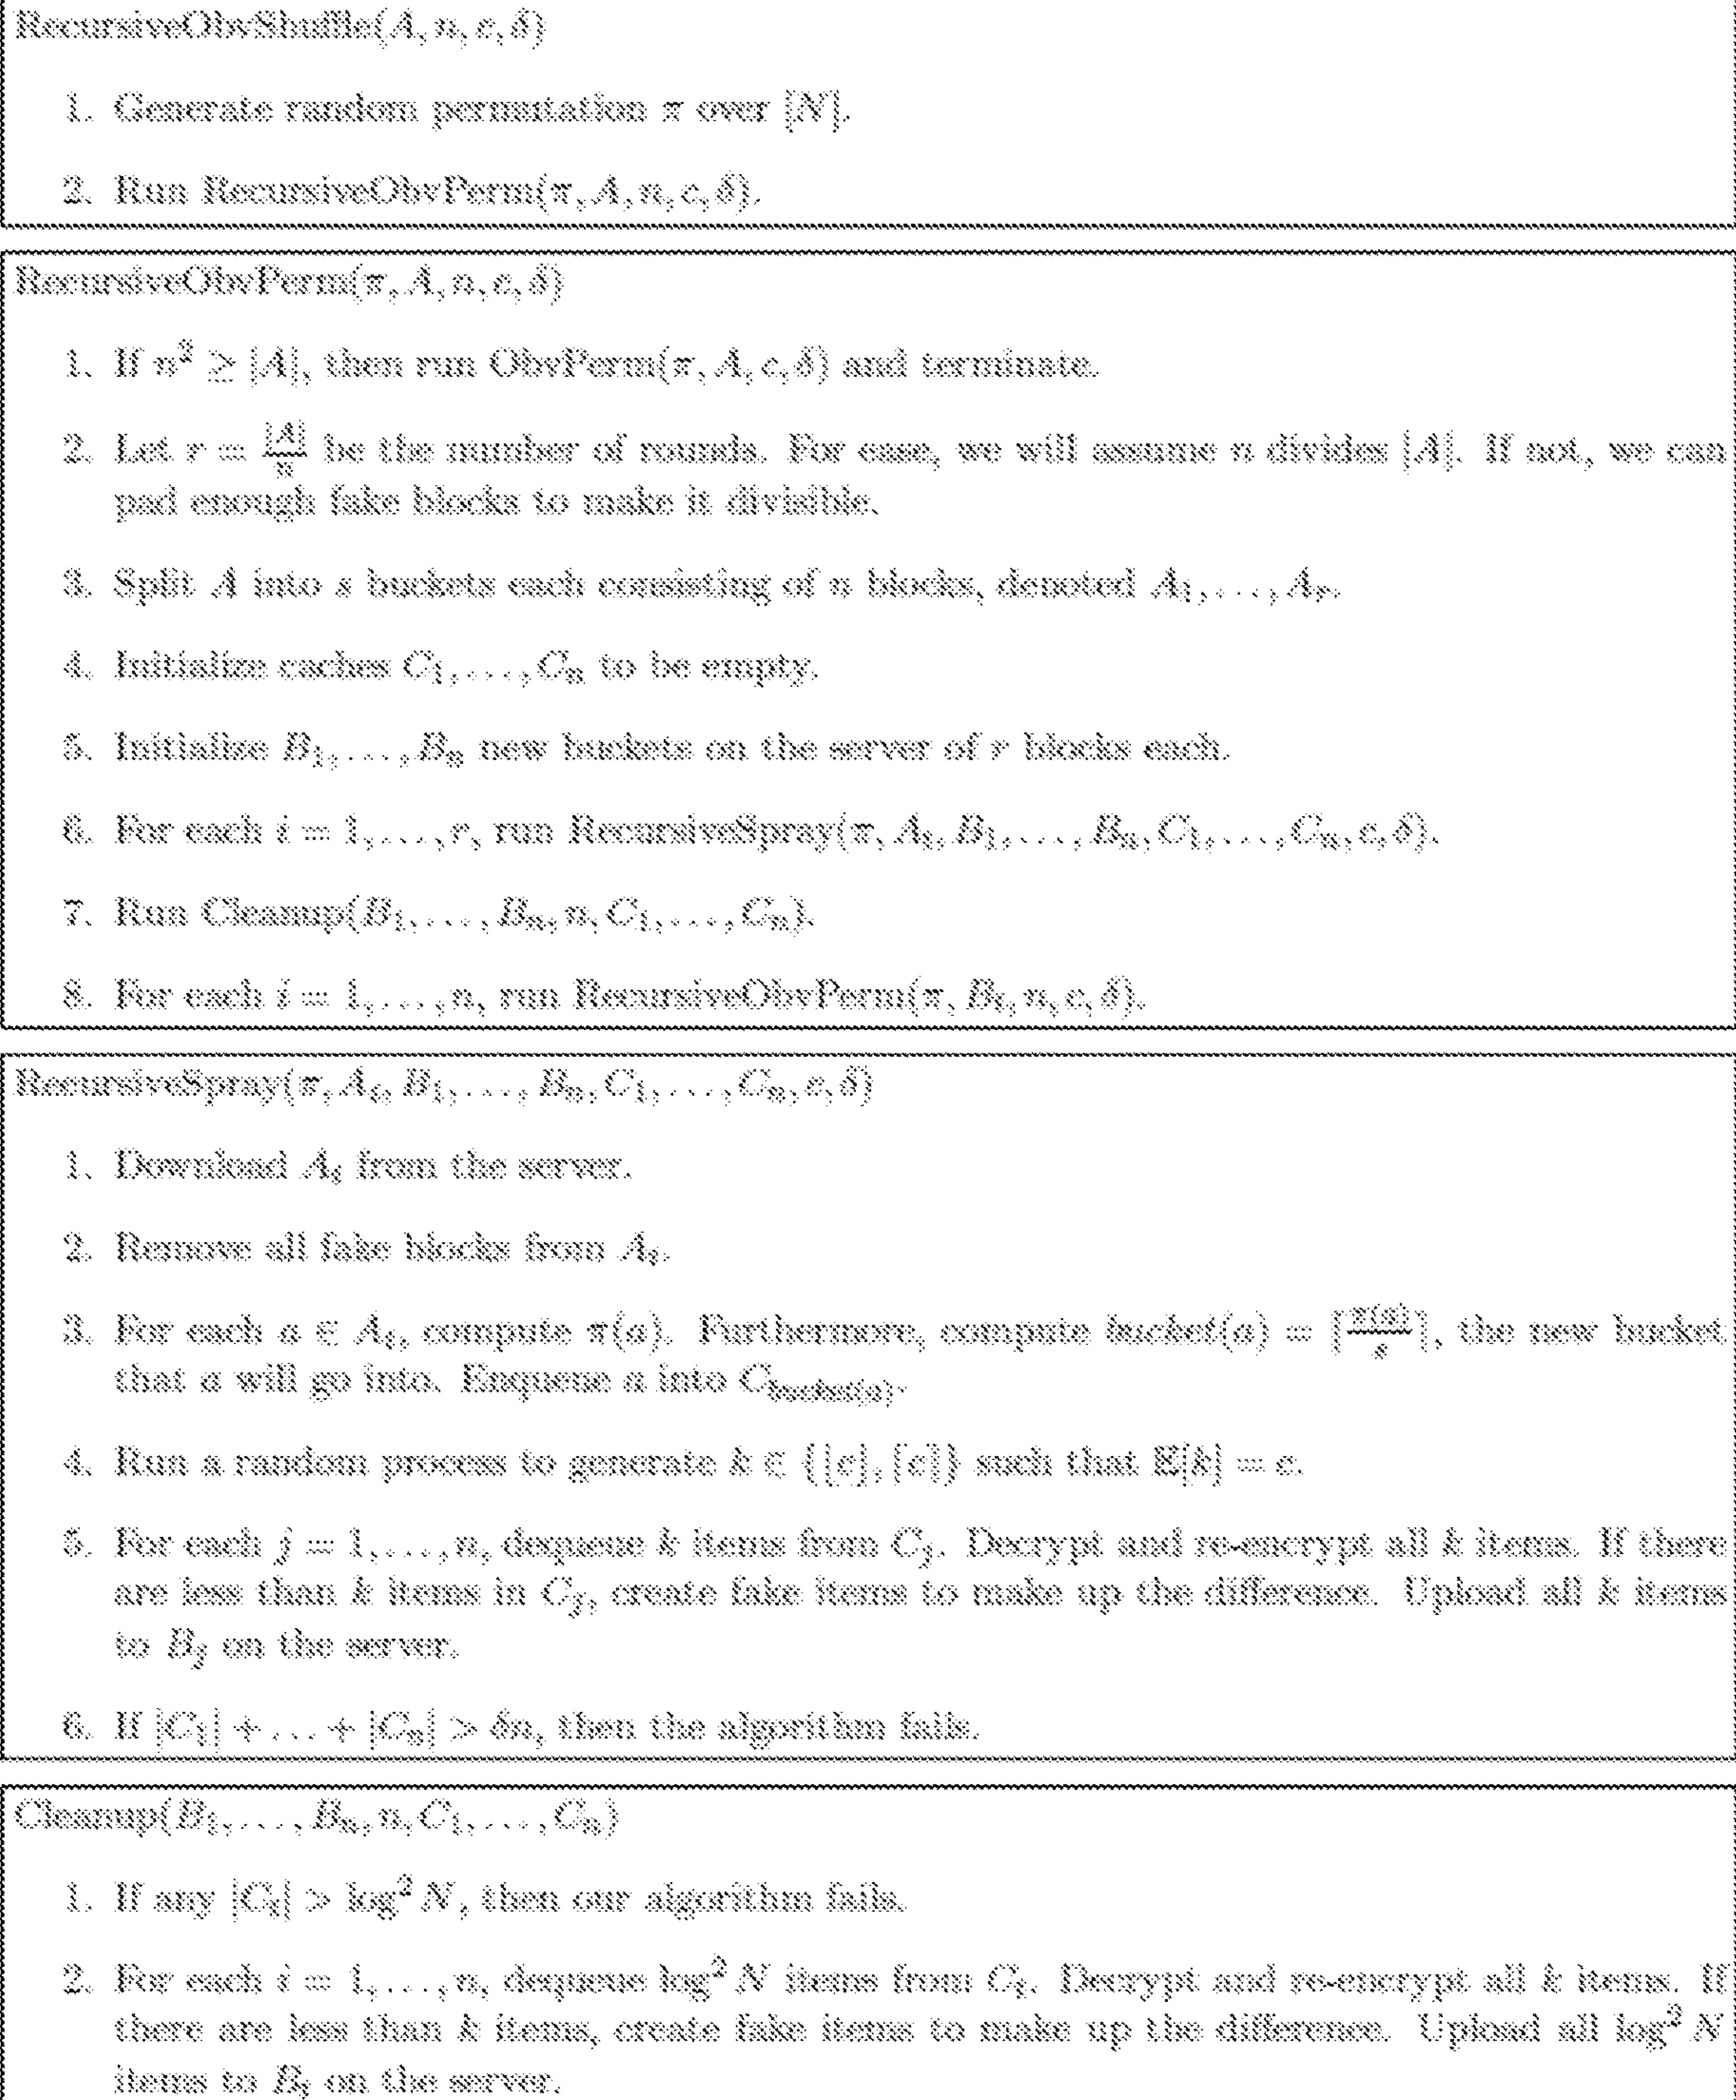 RecursiveObvShuffle(A, n, c, δ)
1. Generate random permutation π over [N].
2. Run RecursiveObvPerm(π, A, n, c, δ).
RecursiveObvPerm(π, A, n, c, δ)
1. If n² ≥ |A|, then run ObvPerm(π, A, c, δ) and terminate.
2. Let r = |A|/n be the number of rounds. For ease, we will assume n divides |A|. If not, we can
pad enough fake blocks to make it divisible.
3. Split A into s buckets each consisting of n blocks, denoted A₁, . . . , Aᵣ.
4. Initialize caches C₁, . . . , Cₙ to be empty.
5. Initialize B₁, . . . , Bₙ new buckets on the server of r blocks each.
6. For each i = 1, . . . , r, run RecursiveSpray(π, Aᵢ, B₁, . . . , Bₙ, C₁, . . . , Cₙ, c, δ).
7. Run Cleanup(B₁, . . . , Bₙ, n, C₁, . . . , Cₙ).
8. For each i = 1, . . . , n, run RecursiveObvPerm(π, Bᵢ, n, c, δ).
RecursiveSpray(π, Aᵢ, B₁, . . . , Bₙ, C₁, . . . , Cₙ, c, δ)
1. Download Aᵢ from the server.
2. Remove all fake blocks from Aᵢ.
3. For each a ∈ Aᵢ, compute π(a). Furthermore, compute bucket(a) = ⌈π(a)/s⌉, the new bucket
that a will go into. Enqueue a into C_bucket(a).
4. Run a random process to generate k ∈ {⌊c⌋, ⌈c⌉} such that 𝔼[k] = c.
5. For each j = 1, . . . , n, dequeue k items from Cⱼ. Decrypt and re-encrypt all k items. If there
are less than k items in Cⱼ, create fake items to make up the difference. Upload all k items
to Bⱼ on the server.
6. If |C₁| + . . . + |Cₙ| > δn, then the algorithm fails.
Cleanup(B₁, . . . , Bₙ, n, C₁, . . . , Cₙ)
1. If any |Cᵢ| > log² N, then our algorithm fails.
2. For each i = 1, . . . , n, dequeue log² N items from Cᵢ. Decrypt and re-encrypt all k items. If
there are less than k items, create fake items to make up the difference. Upload all log² N
items to Bᵢ on the server.